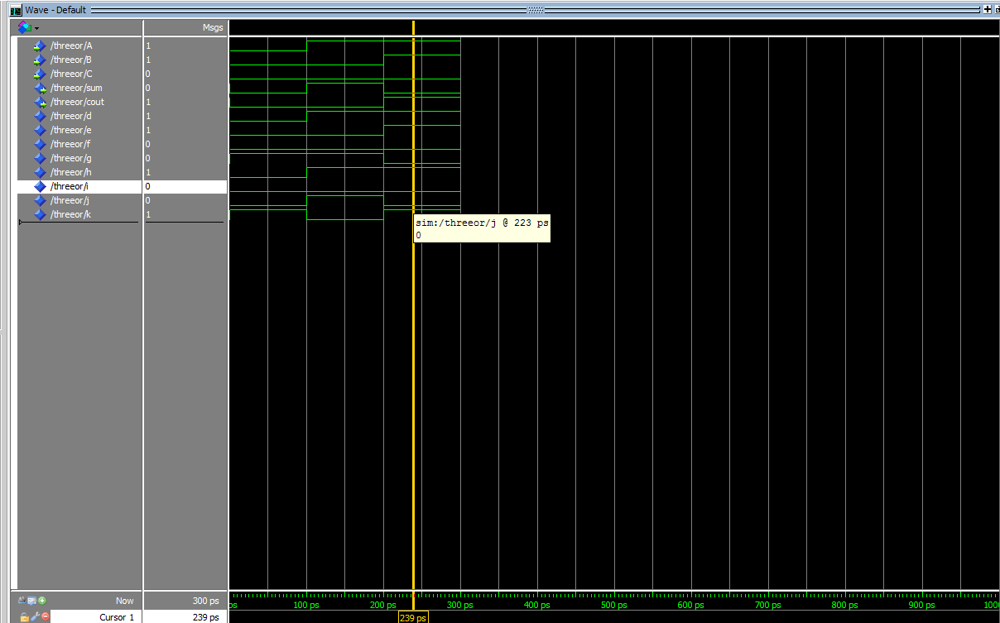 Wave - Default
Msgs
/threeor/A 1
/threeor/B 1
/threeor/C 0
/threeor/sum 0
/threeor/cout 1
/threeor/d 1
/threeor/e 1
/threeor/f 0
/threeor/g 0
/threeor/h 1
/threeor/i 0
/threeor/j 0
/threeor/k 1
sim:/threeor/j @ 223 ps
0
Now 300 ps
ps 100 ps 200 ps 300 ps 400 ps 500 ps 600 ps 700 ps 800 ps 900 ps 1000
Cursor 1 239 ps
239 ps